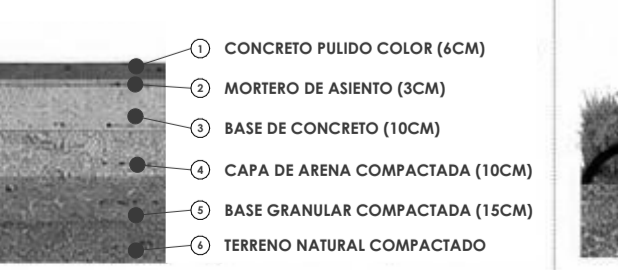 1 CONCRETO PULIDO COLOR (6CM)
2 MORTERO DE ASIENTO (3CM)
3 BASE DE CONCRETO (10CM)
4 CAPA DE ARENA COMPACTADA (10CM)
5 BASE GRANULAR COMPACTADA (15CM)
6 TERRENO NATURAL COMPACTADO